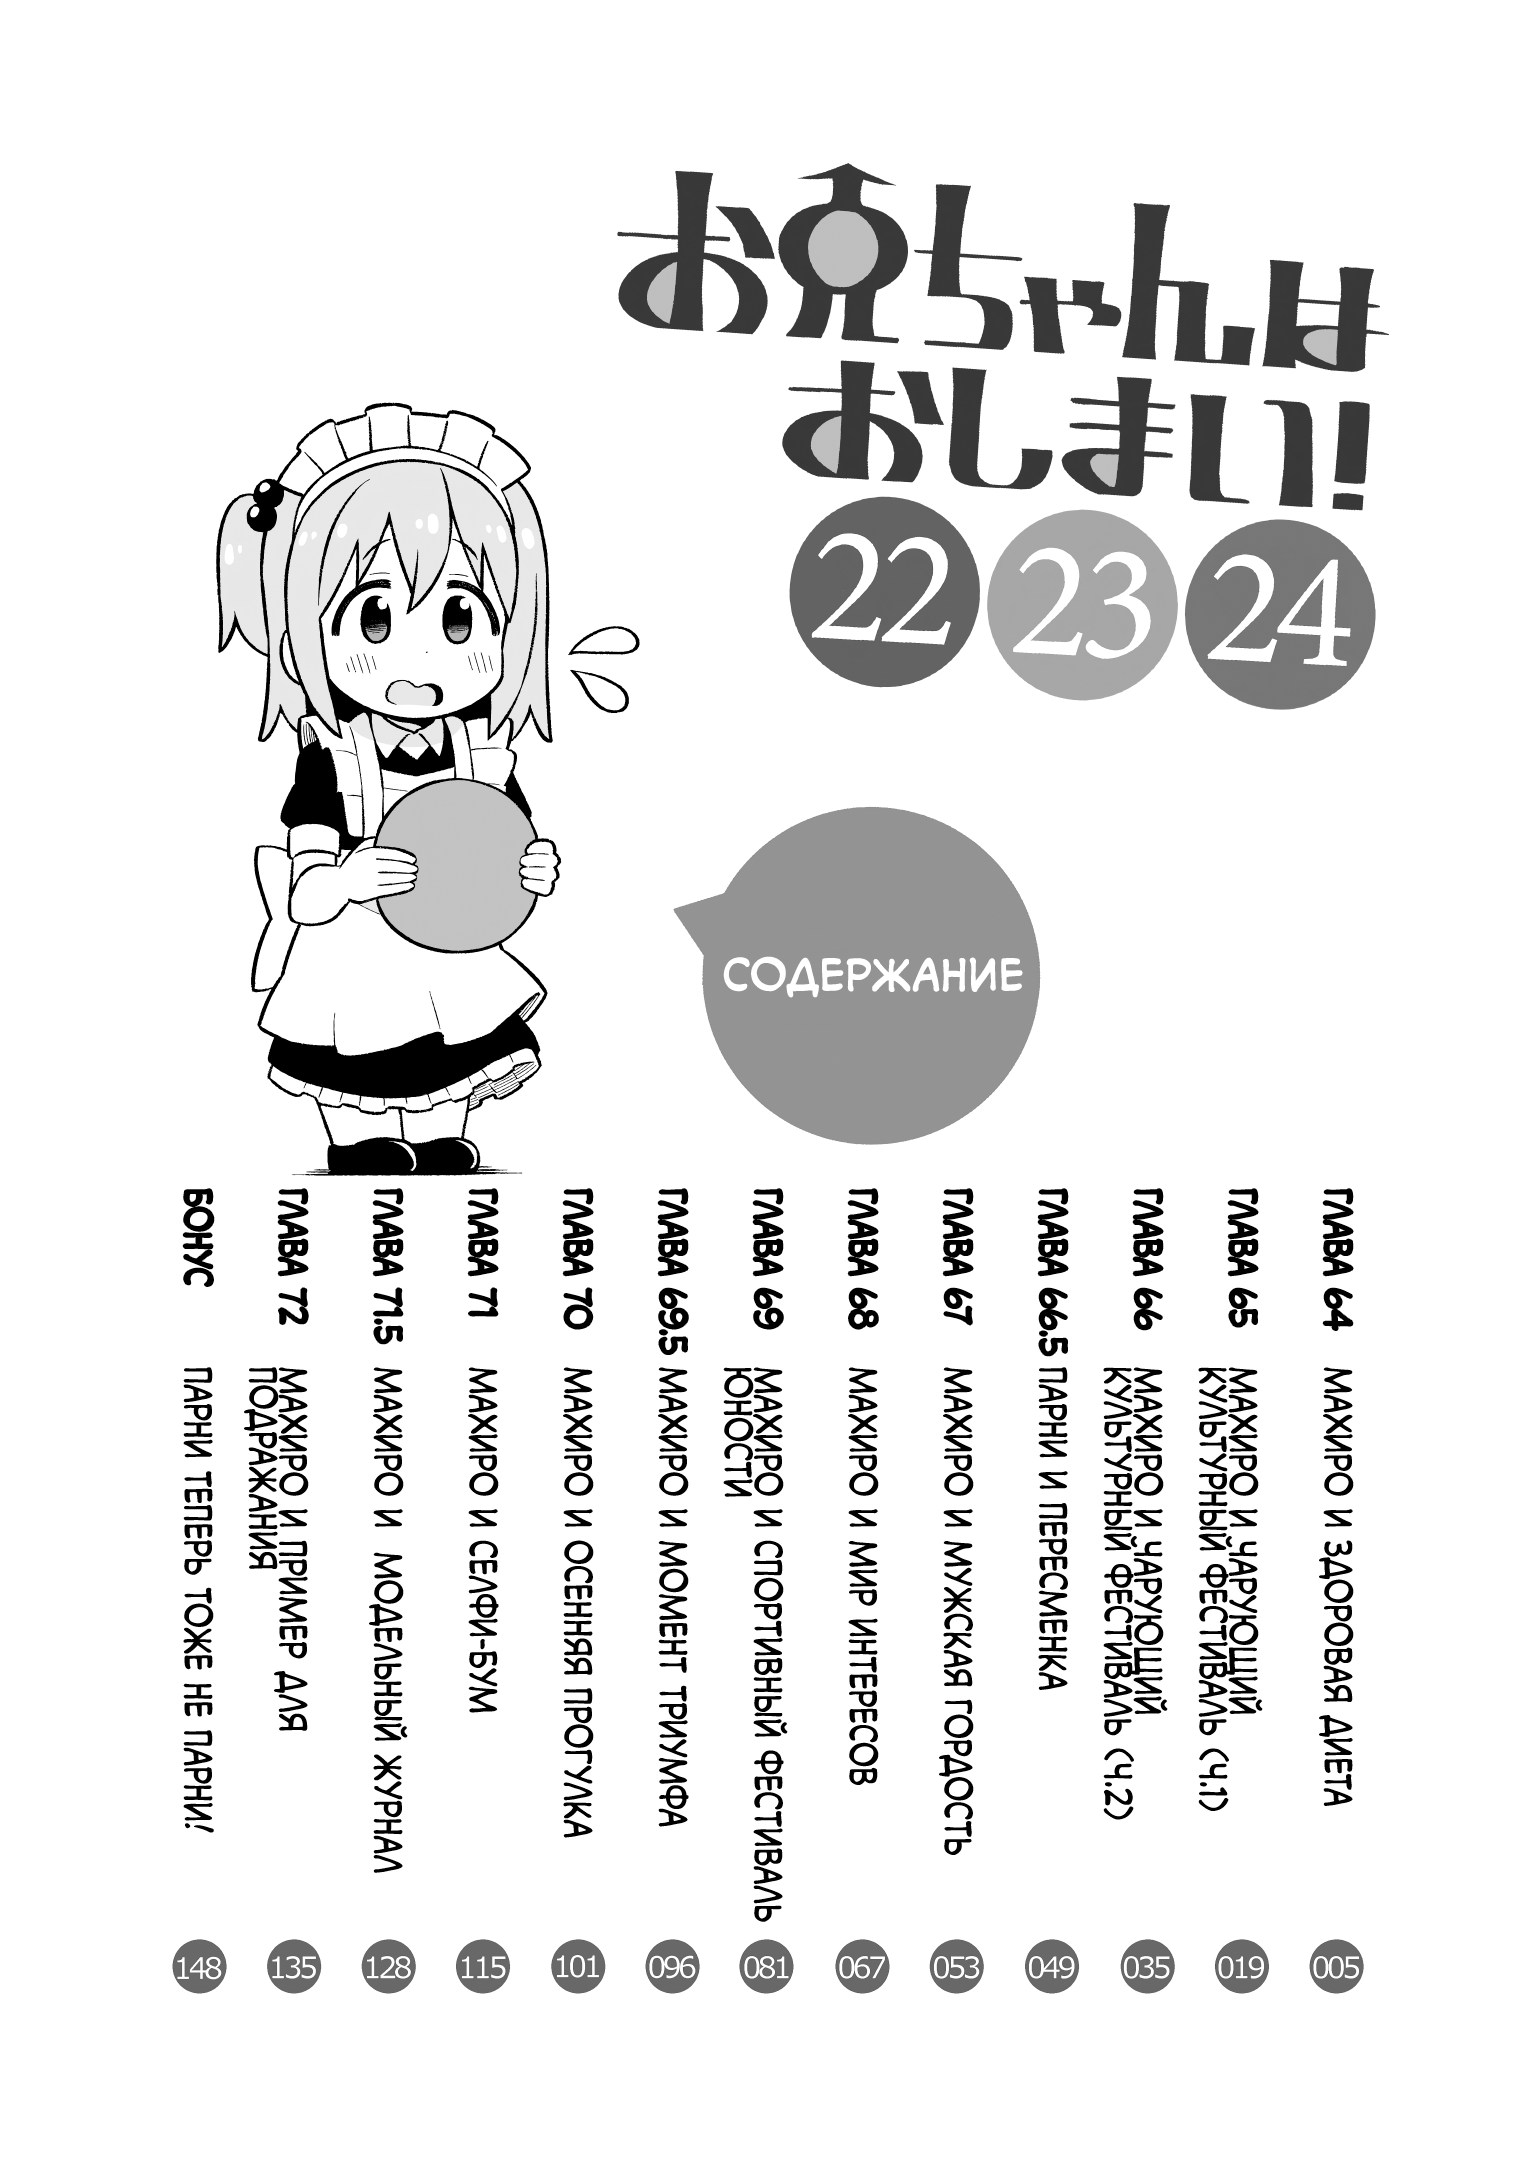 お兄ちゃんは
おしまい!
22 23 24
СОДЕРЖАНИЕ
ГЛАВА 64 МАХИРО И ЗДОРОВАЯ ДИЕТА 005
ГЛАВА 65 МАХИРО И ЧАРУЮЩИЙ
КУЛЬТУРНЫЙ ФЕСТИВАЛЬ (Ч.1) 019
ГЛАВА 66 МАХИРО И ЧАРУЮЩИЙ
КУЛЬТУРНЫЙ ФЕСТИВАЛЬ (Ч.2) 035
ГЛАВА 66.5 ПАРНИ И ПЕРЕСМЕНКА 049
ГЛАВА 67 МАХИРО И МУЖСКАЯ ГОРДОСТЬ 053
ГЛАВА 68 МАХИРО И МИР ИНТЕРЕСОВ 067
ГЛАВА 69 МАХИРО И СПОРТИВНЫЙ ФЕСТИВАЛЬ
ЮНОСТИ 081
ГЛАВА 69.5 МАХИРО И МОМЕНТ ТРИУМФА 096
ГЛАВА 70 МАХИРО И ОСЕННЯЯ ПРОГУЛКА 101
ГЛАВА 71 МАХИРО И СЕЛФИ-БУМ 115
ГЛАВА 71.5 МАХИРО И МОДЕЛЬНЫЙ ЖУРНАЛ 128
ГЛАВА 72 МАХИРО И ПРИМЕР ДЛЯ
ПОДРАЖАНИЯ 135
БОНУС ПАРНИ ТЕПЕРЬ ТОЖЕ НЕ ПАРНИ! 148